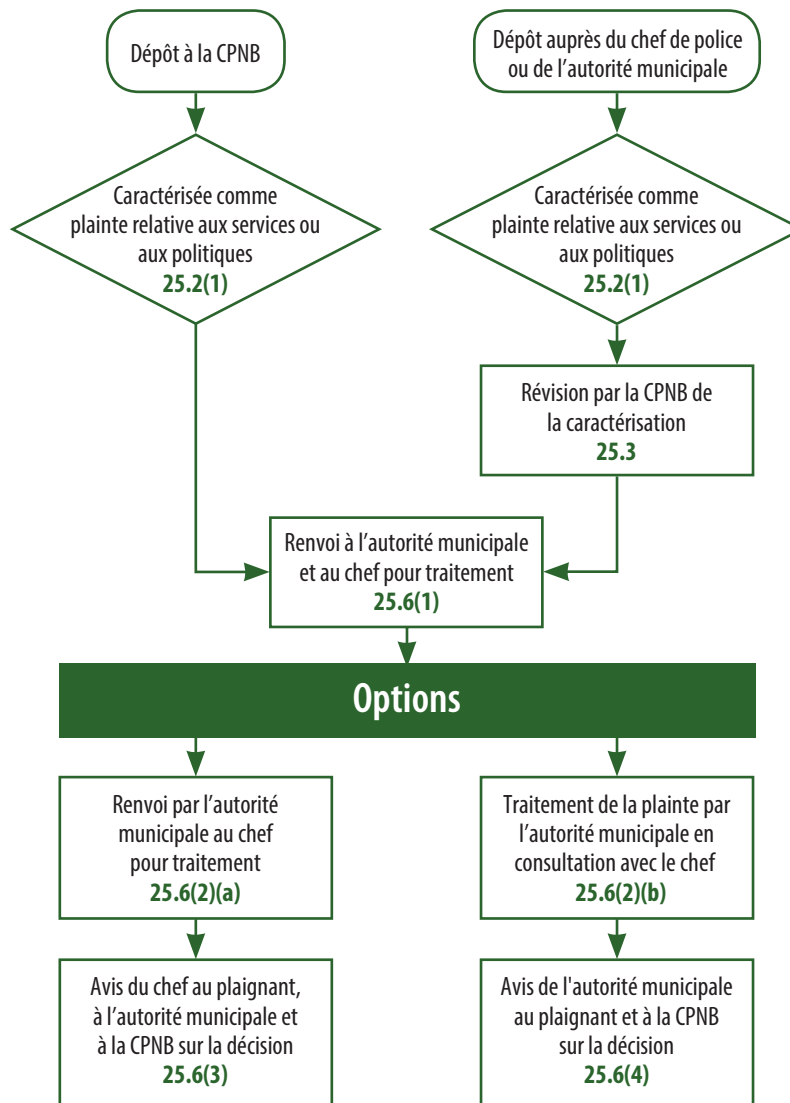 Dépôt à la CPNB
Dépôt auprès du chef de police
ou de l’autorité municipale
Caractérisée comme
plainte relative aux services ou
aux politiques
25.2(1)
Caractérisée comme
plainte relative aux services ou
aux politiques
25.2(1)
Révision par la CPNB de
la caractérisation
25.3
Renvoi à l’autorité municipale
et au chef pour traitement
25.6(1)
Options
Renvoi par l’autorité
municipale au chef
pour traitement
25.6(2)(a)
Traitement de la plainte par
l’autorité municipale en
consultation avec le chef
25.6(2)(b)
Avis du chef au plaignant,
à l’autorité municipale et
à la CPNB sur la décision
25.6(3)
Avis de l'autorité municipale
au plaignant et à la CPNB
sur la décision
25.6(4)